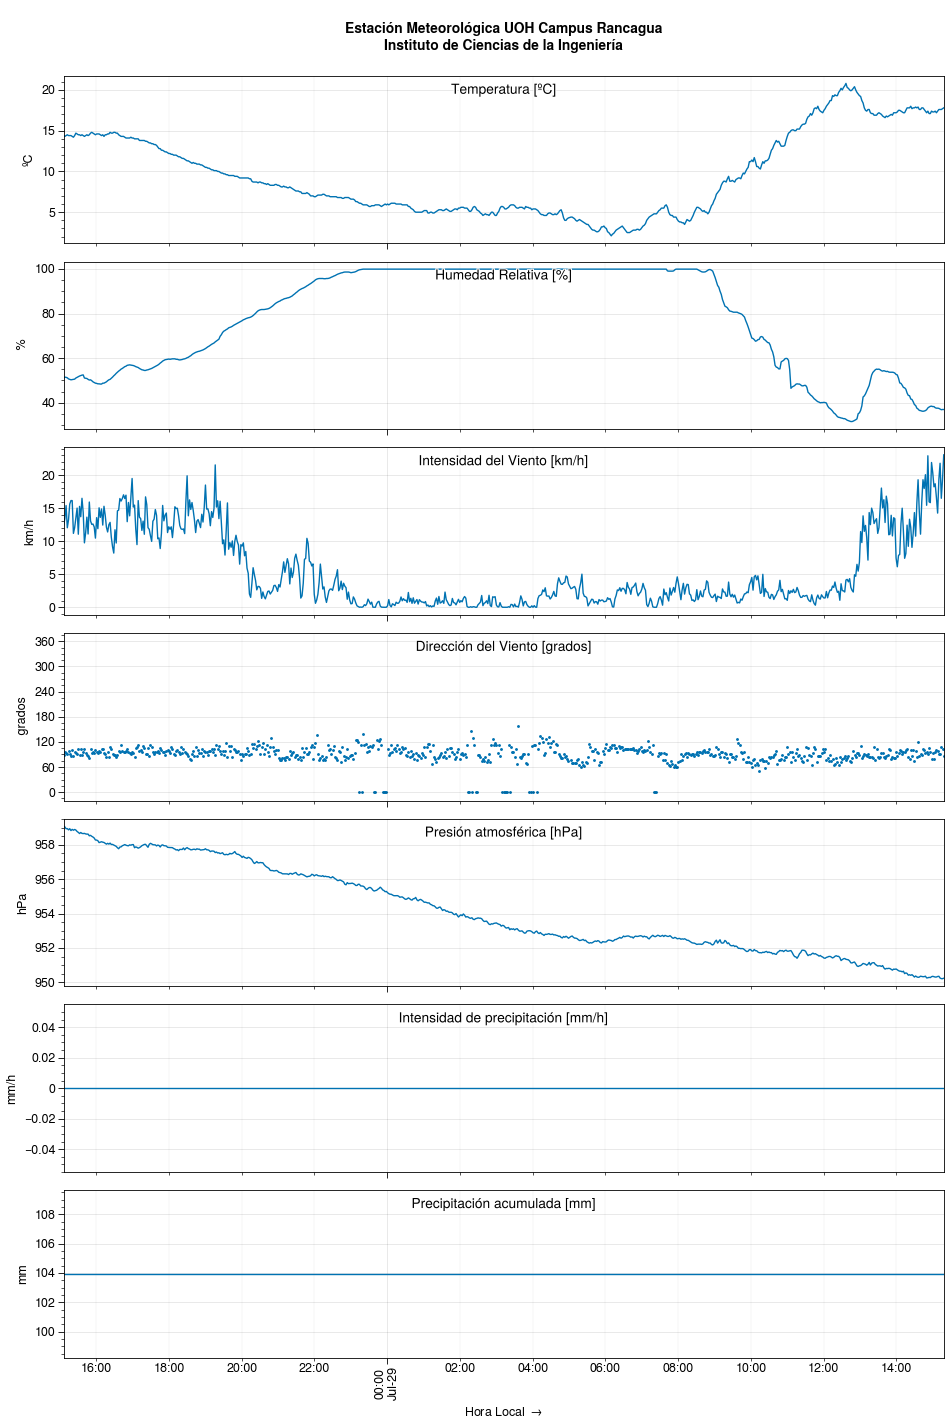 Estación Meteorológica UOH Campus Rancagua
Instituto de Ciencias de la Ingeniería
Temperatura [ºC]
ºC
20
15
10
5
Humedad Relativa [%]
%
100
80
60
40
Intensidad del Viento [km/h]
km/h
20
15
10
5
0
Dirección del Viento [grados]
grados
360
300
240
180
120
60
0
Presión atmosférica [hPa]
hPa
958
956
954
952
950
Intensidad de precipitación [mm/h]
mm/h
0.04
0.02
0
−0.02
−0.04
Precipitación acumulada [mm]
mm
108
106
104
102
100
16:00
18:00
20:00
22:00
00:00
Jul-29
02:00
04:00
06:00
08:00
10:00
12:00
14:00
Hora Local →